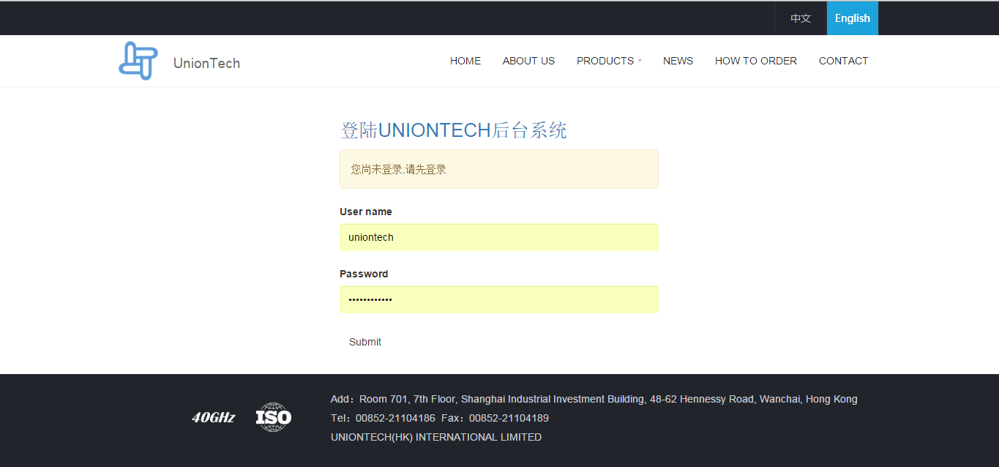 中文 English
UnionTech HOME ABOUT US PRODUCTS NEWS HOW TO ORDER CONTACT
登陆UNIONTECH后台系统
您尚未登录,请先登录
User name
uniontech
Password
••••••••••••
Submit
40GHz ISO
Add：Room 701, 7th Floor, Shanghai Industrial Investment Building, 48-62 Hennessy Road, Wanchai, Hong Kong
Tel：00852-21104186 Fax：00852-21104189
UNIONTECH(HK) INTERNATIONAL LIMITED